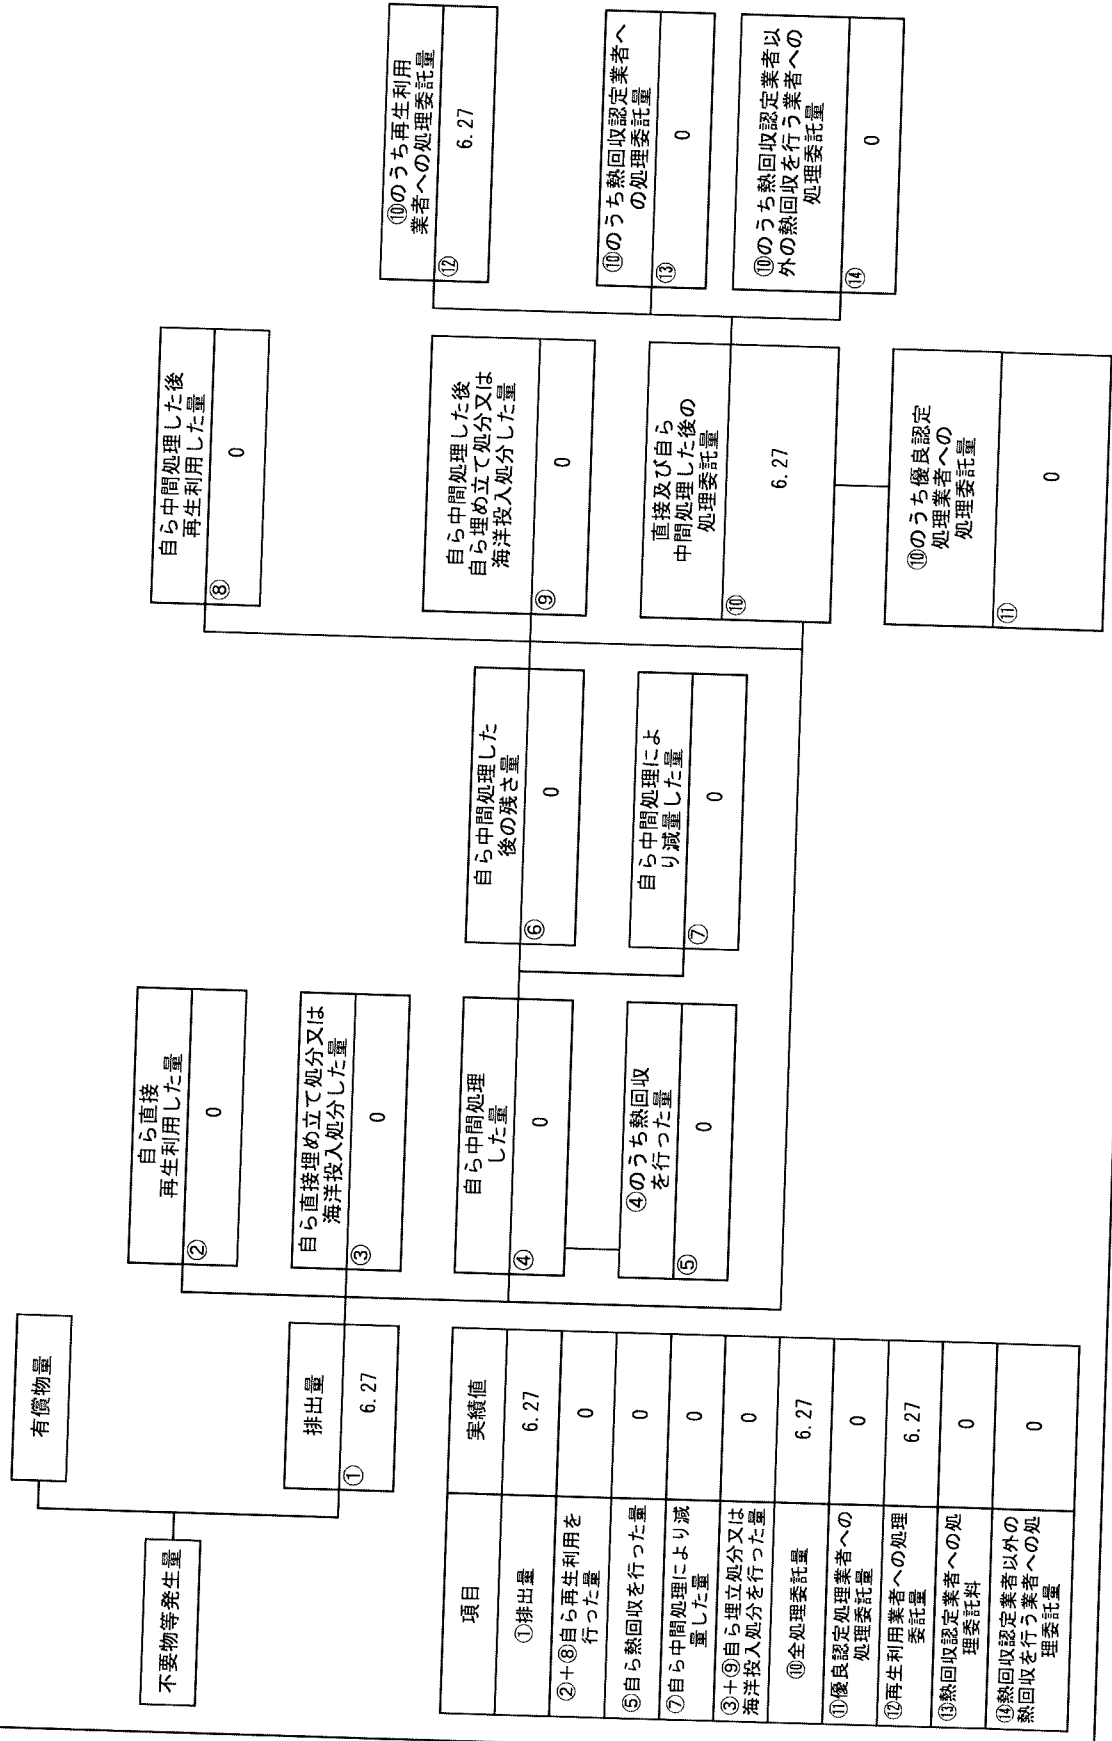 不要物等発生量
有償物量
排出量
①
6.27
自ら直接
再生利用した量
②
0
自ら直接埋め立て処分又は
海洋投入処分した量
③
0
自ら中間処理
した量
④
0
④のうち熱回収
を行った量
⑤
0
自ら中間処理した
後の残さ量
⑥
0
自ら中間処理によ
り減量した量
⑦
0
自ら中間処理した後
再生利用した量
⑧
0
自ら中間処理した後
自ら埋め立て処分又は
海洋投入処分した量
⑨
0
直接及び自ら
中間処理した後の
処理委託量
⑩
6.27
⑩のうち優良認定
処理業者への
処理委託量
⑪
0
⑩のうち再生利用
業者への処理委託量
⑫
6.27
⑩のうち熱回収認定業者へ
の処理委託量
⑬
0
⑩のうち熱回収認定業者以
外の熱回収を行う業者への
処理委託量
⑭
0
項目
実績値
①排出量
6.27
②+⑧自ら再生利用を
行った量
0
⑤自ら熱回収を行った量
0
⑦自ら中間処理により減
量した量
0
③+⑨自ら埋立処分又は
海洋投入処分を行った量
0
⑩全処理委託量
6.27
⑪優良認定処理業者への
処理委託量
0
⑫再生利用業者への処理
委託量
6.27
⑬熱回収認定業者への処
理委託料
0
⑭熱回収認定業者以外の
熱回収を行う業者への処
理委託量
0